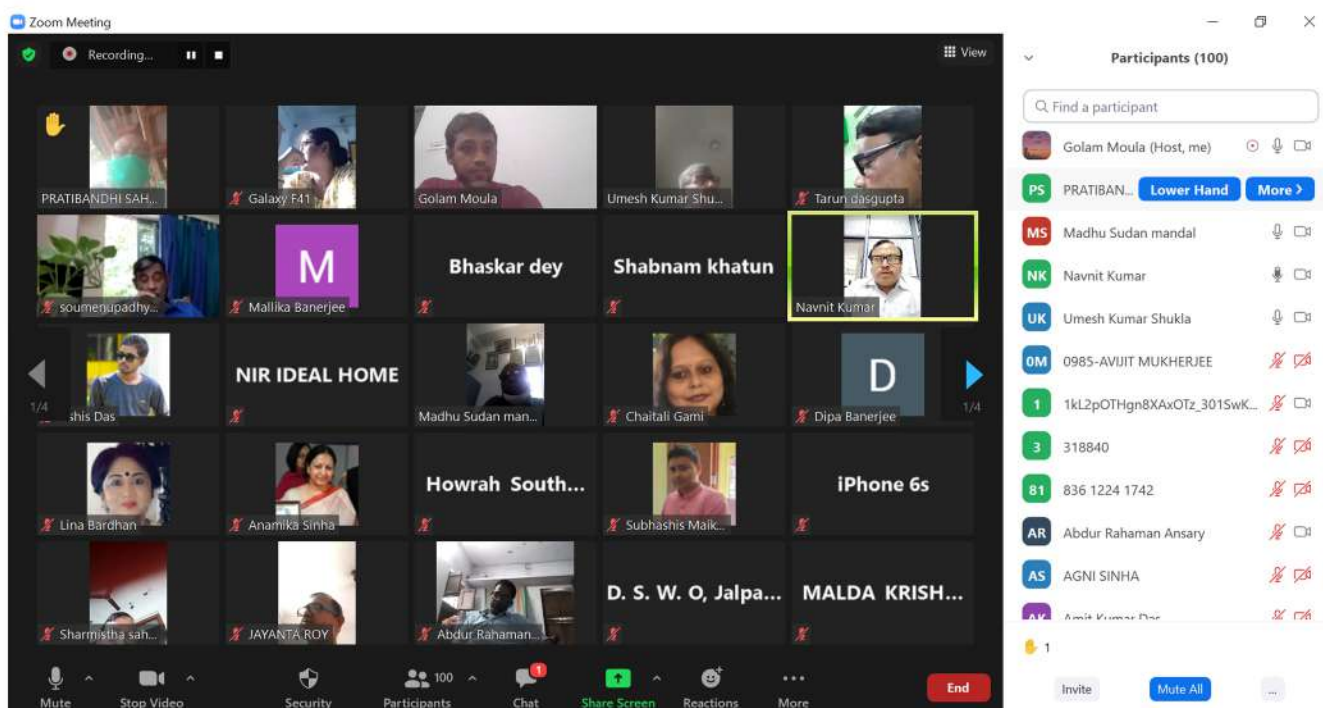 Zoom Meeting
Recording...
View
PRATIBANDHI SAH...
Galaxy F41
Golam Moula
Umesh Kumar Shu...
Tarun dasgupta
soumenupadhy...
M
Mallika Banerjee
Bhaskar dey
Shabnam khatun
Navnit Kumar
1/4
shis Das
NIR IDEAL HOME
Madhu Sudan man...
Chaitali Gami
D
Dipa Banerjee
1/4
Lina Bardhan
Anamika Sinha
Howrah South...
Subhashis Maik...
iPhone 6s
Sharmistha sah...
JAYANTA ROY
Abdur Rahaman...
D. S. W. O, Jalpa...
MALDA KRISH...
Mute
Stop Video
Security
Participants
100
Chat
1
Share Screen
Reactions
More
End
Participants (100)
Find a participant
Golam Moula (Host, me)
PS PRATIBAN... Lower Hand More >
MS Madhu Sudan mandal
NK Navnit Kumar
UK Umesh Kumar Shukla
0M 0985-AVIJIT MUKHERJEE
1 1kL2pOTHgn8XAxOTz_301SwK...
3 318840
81 836 1224 1742
AR Abdur Rahaman Ansary
AS AGNI SINHA
AK Amit Kumar Das
1
Invite
Mute All
...